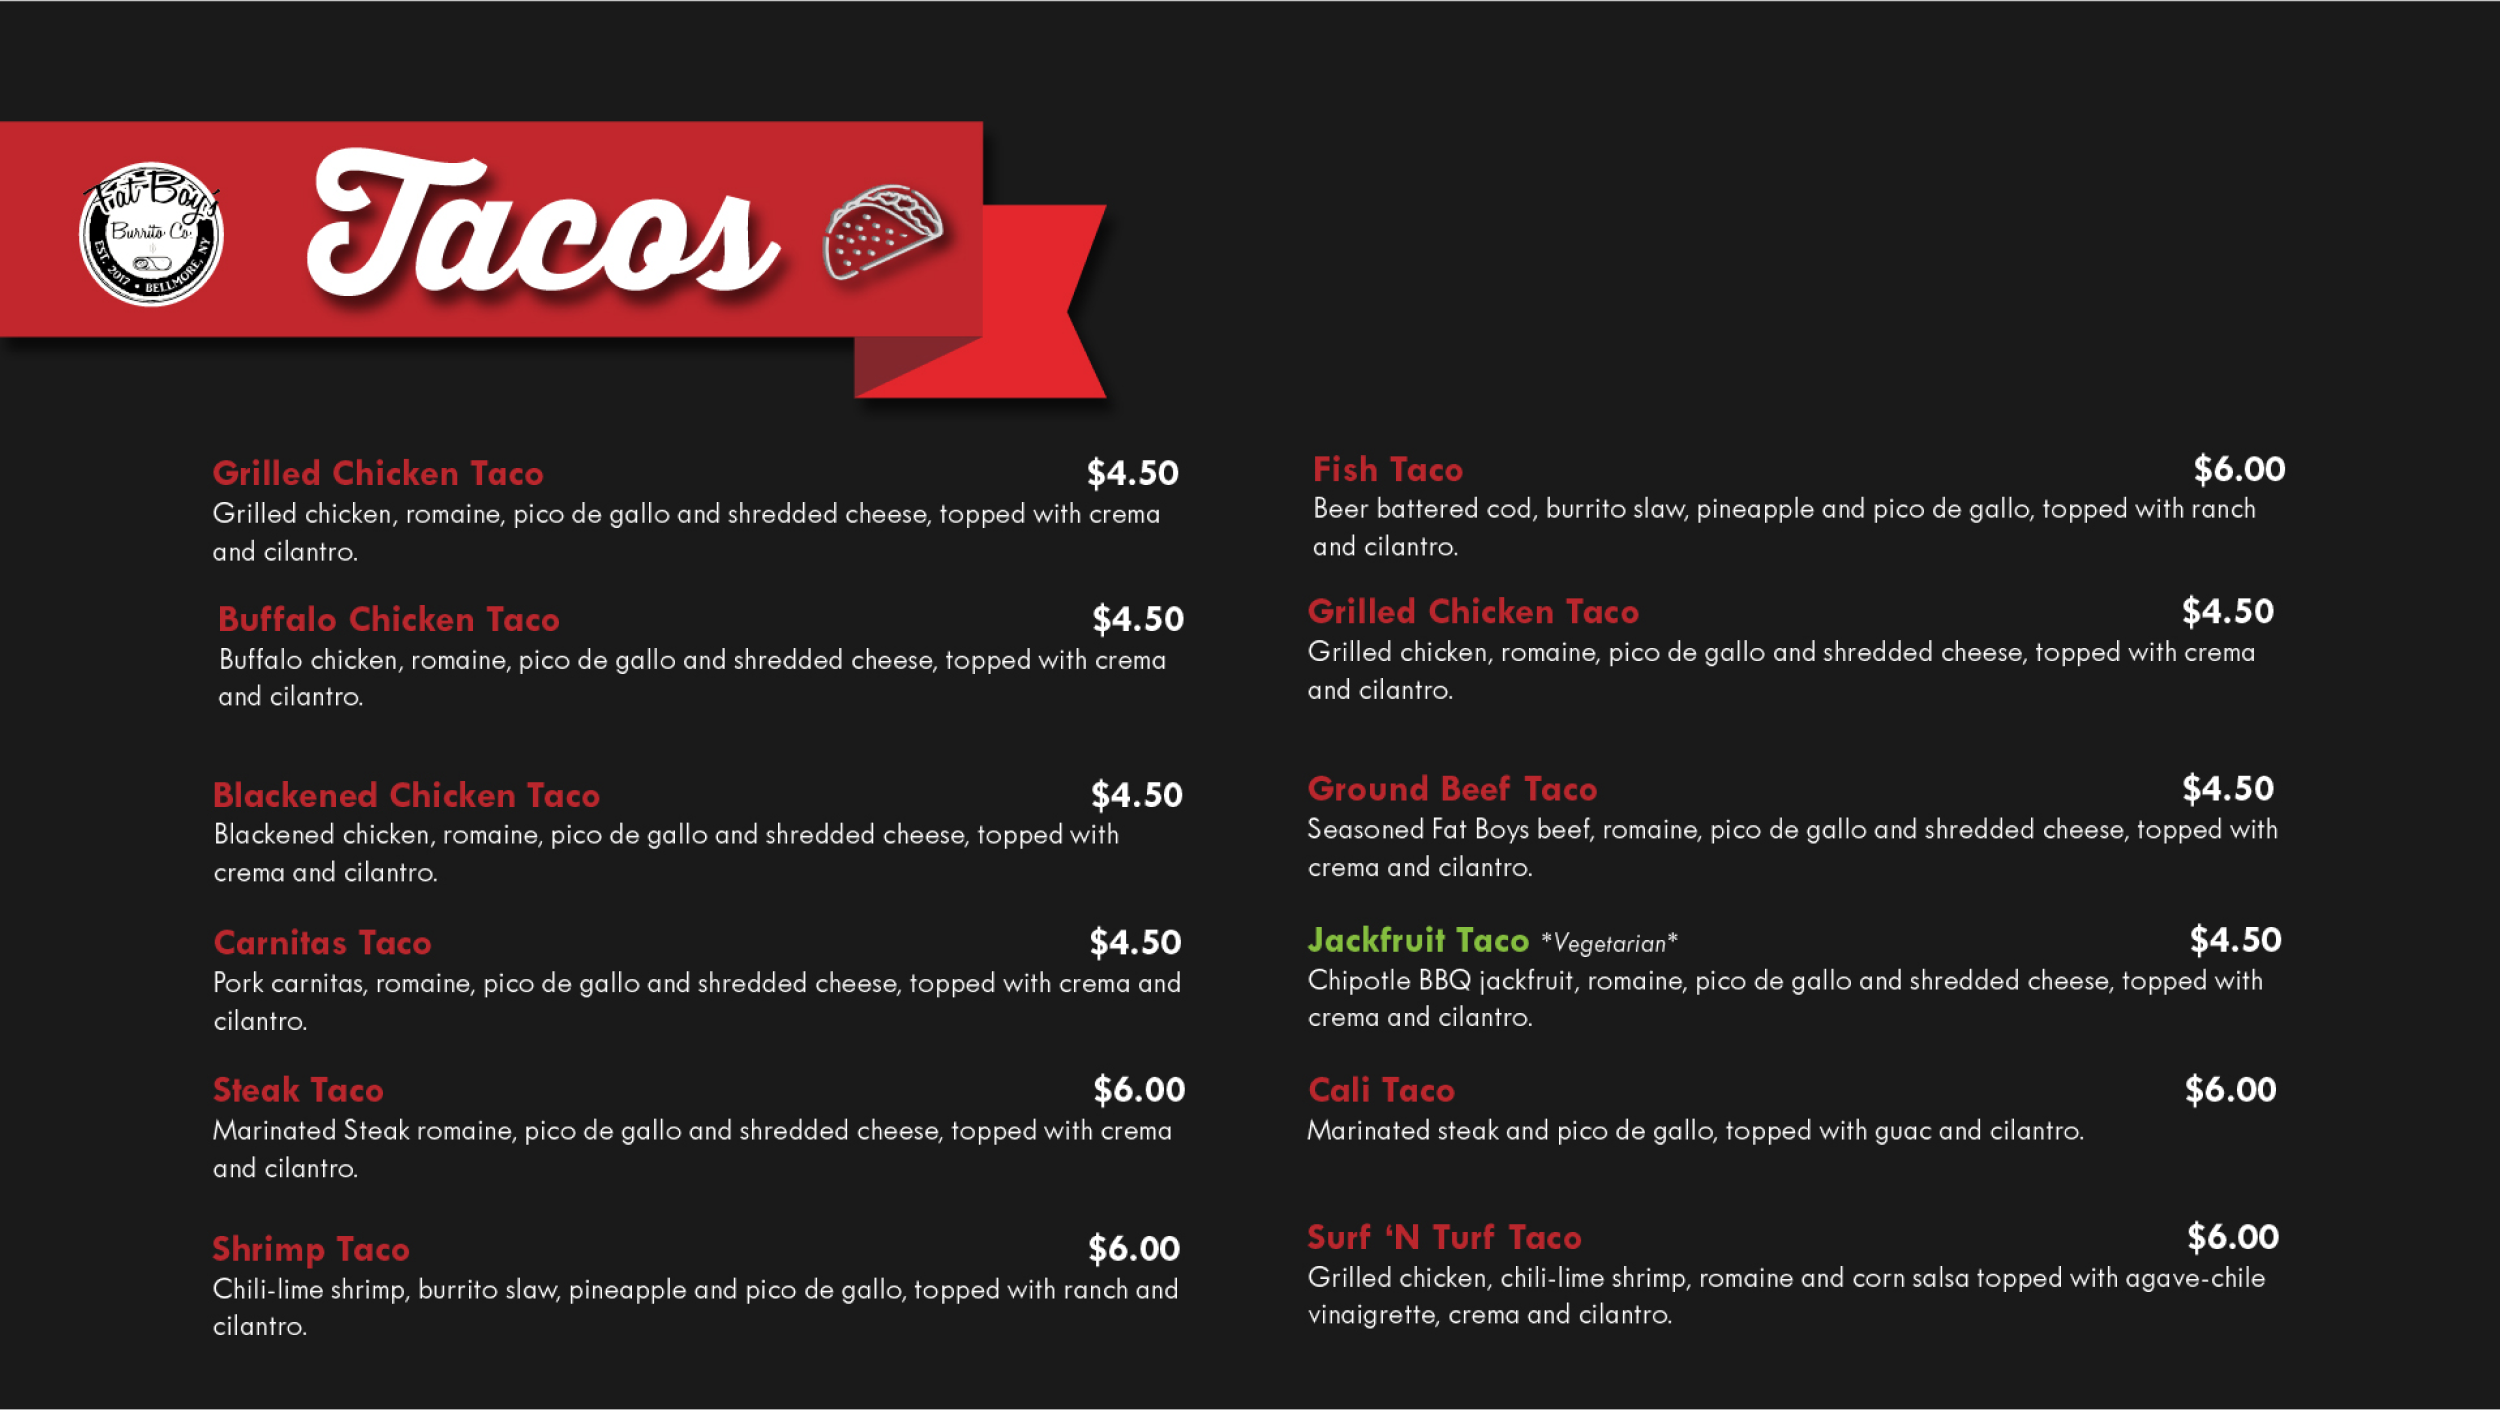 Fat Boy's
Burrito Co.
EST. 2017 • BELLMORE, NY
Tacos
Grilled Chicken Taco $4.50
Grilled chicken, romaine, pico de gallo and shredded cheese, topped with crema
and cilantro.
Buffalo Chicken Taco $4.50
Buffalo chicken, romaine, pico de gallo and shredded cheese, topped with crema
and cilantro.
Blackened Chicken Taco $4.50
Blackened chicken, romaine, pico de gallo and shredded cheese, topped with
crema and cilantro.
Carnitas Taco $4.50
Pork carnitas, romaine, pico de gallo and shredded cheese, topped with crema and
cilantro.
Steak Taco $6.00
Marinated Steak romaine, pico de gallo and shredded cheese, topped with crema
and cilantro.
Shrimp Taco $6.00
Chili-lime shrimp, burrito slaw, pineapple and pico de gallo, topped with ranch and
cilantro.
Fish Taco $6.00
Beer battered cod, burrito slaw, pineapple and pico de gallo, topped with ranch
and cilantro.
Grilled Chicken Taco $4.50
Grilled chicken, romaine, pico de gallo and shredded cheese, topped with crema
and cilantro.
Ground Beef Taco $4.50
Seasoned Fat Boys beef, romaine, pico de gallo and shredded cheese, topped with
crema and cilantro.
Jackfruit Taco *Vegetarian* $4.50
Chipotle BBQ jackfruit, romaine, pico de gallo and shredded cheese, topped with
crema and cilantro.
Cali Taco $6.00
Marinated steak and pico de gallo, topped with guac and cilantro.
Surf ‘N Turf Taco $6.00
Grilled chicken, chili-lime shrimp, romaine and corn salsa topped with agave-chile
vinaigrette, crema and cilantro.